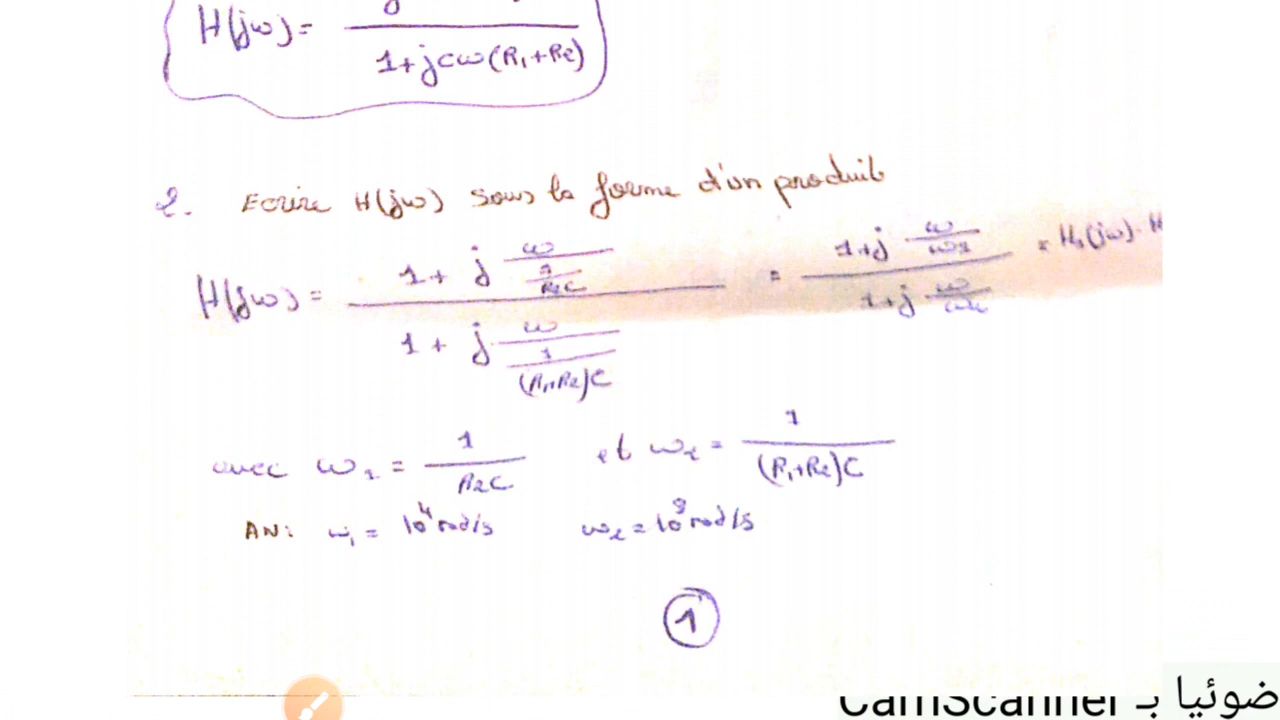 H(jω)= / 1+jCω(R₁+R₂)
2. Ecrire H(jω) sous la forme d'un produit
H(jω) = (1 + j ω/(1/R₂C)) / (1 + j ω/(1/(R₁+R₂)C)) = (1+j ω/ω₁) / (1+j ω/ω₂) = H₁(jω). H
avec ω₁ = 1/R₂C et ω₂ = 1/(R₁+R₂)C
AN: ω₁ = 10⁴ rad/s ω₂ = rad/s
1
ضوئيا بـ CamScanner